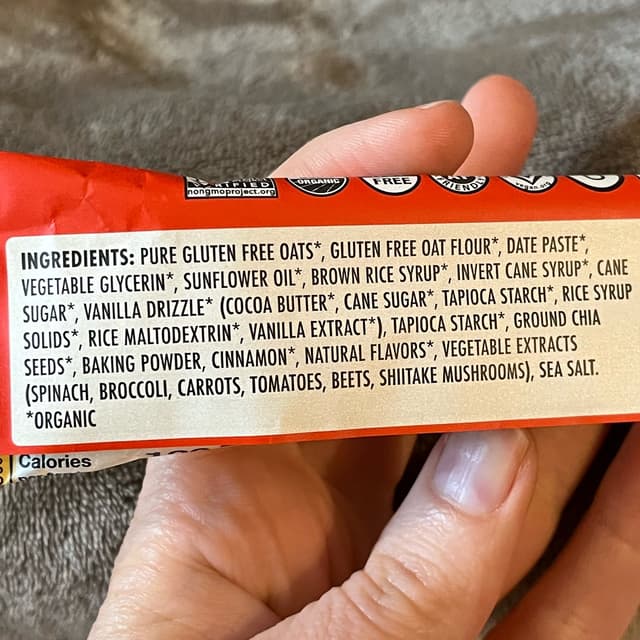 nongmoproject.org
ORGANIC
FREE
FRIENDLY
vegan.org
INGREDIENTS: PURE GLUTEN FREE OATS*, GLUTEN FREE OAT FLOUR*, DATE PASTE*,
VEGETABLE GLYCERIN*, SUNFLOWER OIL*, BROWN RICE SYRUP*, INVERT CANE SYRUP*, CANE
SUGAR*, VANILLA DRIZZLE* (COCOA BUTTER*, CANE SUGAR*, TAPIOCA STARCH*, RICE SYRUP
SOLIDS*, RICE MALTODEXTRIN*, VANILLA EXTRACT*), TAPIOCA STARCH*, GROUND CHIA
SEEDS*, BAKING POWDER, CINNAMON*, NATURAL FLAVORS*, VEGETABLE EXTRACTS
(SPINACH, BROCCOLI, CARROTS, TOMATOES, BEETS, SHIITAKE MUSHROOMS), SEA SALT.
*ORGANIC
Calories